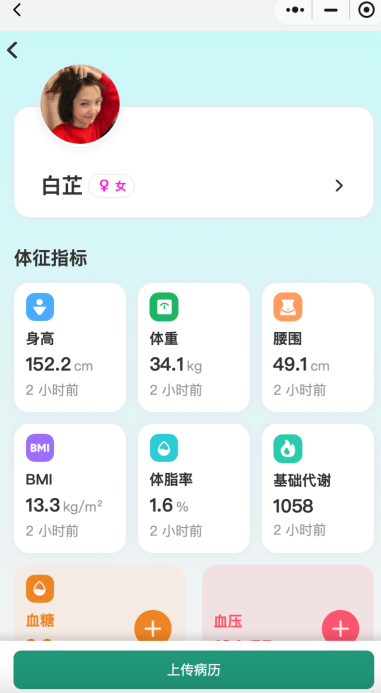 白芷 女
体征指标
身高 体重 腰围
152.2 cm 34.1 kg 49.1 cm
2 小时前 2 小时前 2 小时前
BMI
BMI 体脂率 基础代谢
13.3 kg/m² 1.6 % 1058
2 小时前 2 小时前 2 小时前
血糖 血压
上传病历